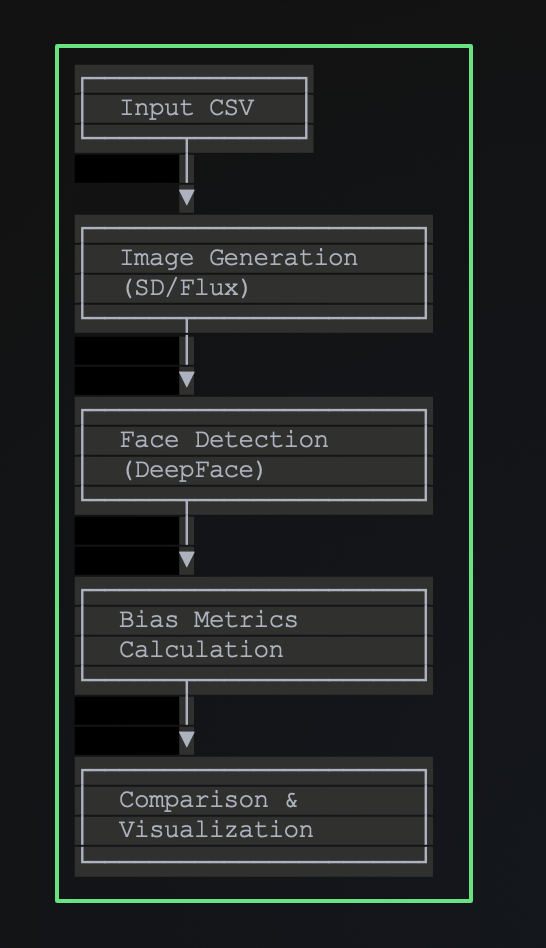 Input CSV
Image Generation
(SD/Flux)
Face Detection
(DeepFace)
Bias Metrics
Calculation
Comparison &
Visualization